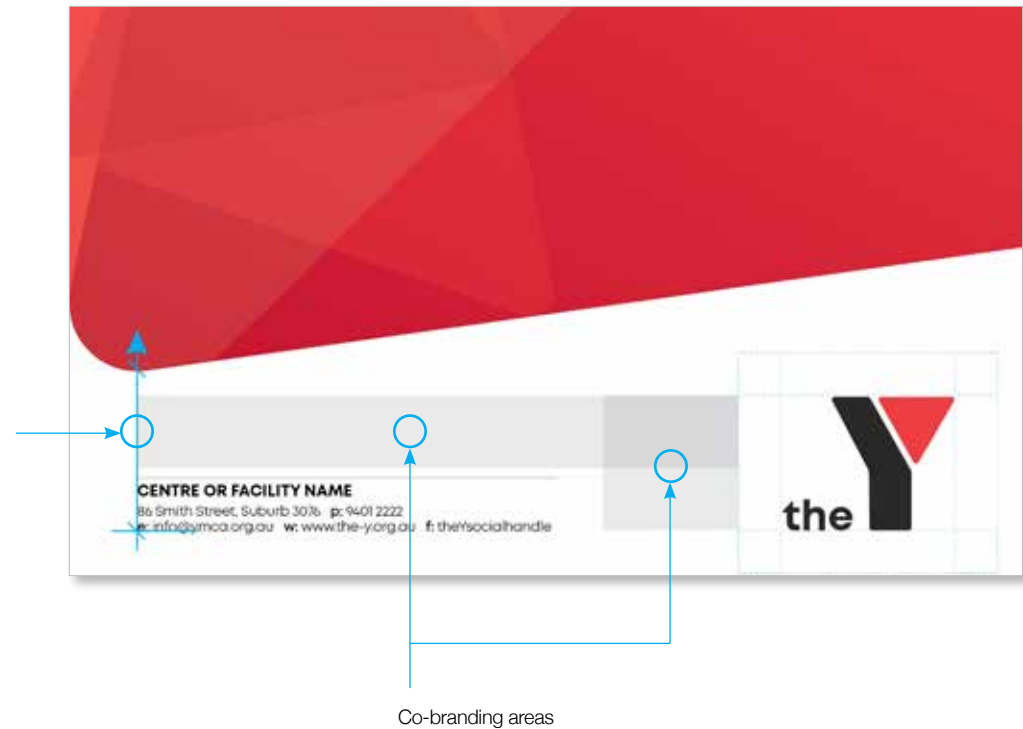 CENTRE OR FACILITY NAME
86 Smith Street, Suburb 3076 p: 9401 2222
e: info@ymca.org.au w: www.the-y.org.au f: theYsocialhandle
the Y
Co-branding areas